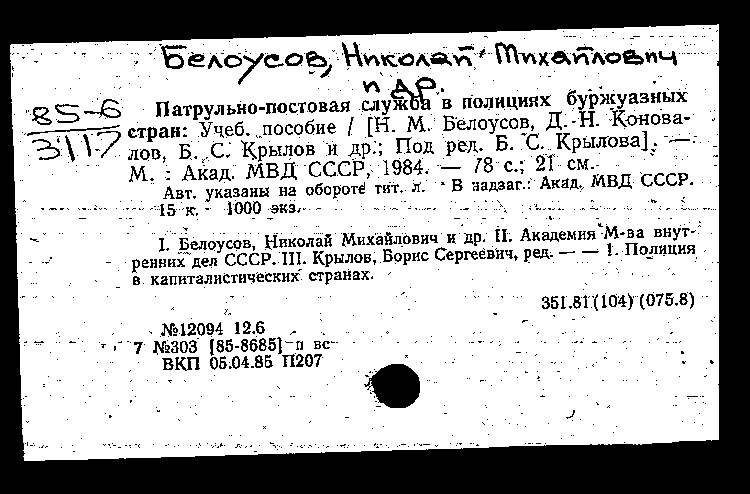 Белоусов, Николай Михайлович
и др.
85-6
3117
Патрульно-постовая служба в полициях буржуазных
стран: Учеб. пособие / [Н. М. Белоусов, Д. Н. Коновалов, Б. С. Крылов и др.; Под ред. Б. С. Крылова]. —
М. : Акад. МВД СССР, 1984. — 78 с.; 21 см.
Авт. указаны на обороте тит. л. В надзаг.: Акад. МВД СССР.
15 к. 1000 экз.
I. Белоусов, Николай Михайлович и др. II. Академия М-ва внут-
ренних дел СССР. III. Крылов, Борис Сергеевич, ред. — — 1. Полиция
в капиталистических странах.
351.81(104)(075.8)
№12094 12.6
7 №303 [85-8685] п вс
ВКП 05.04.85 П207